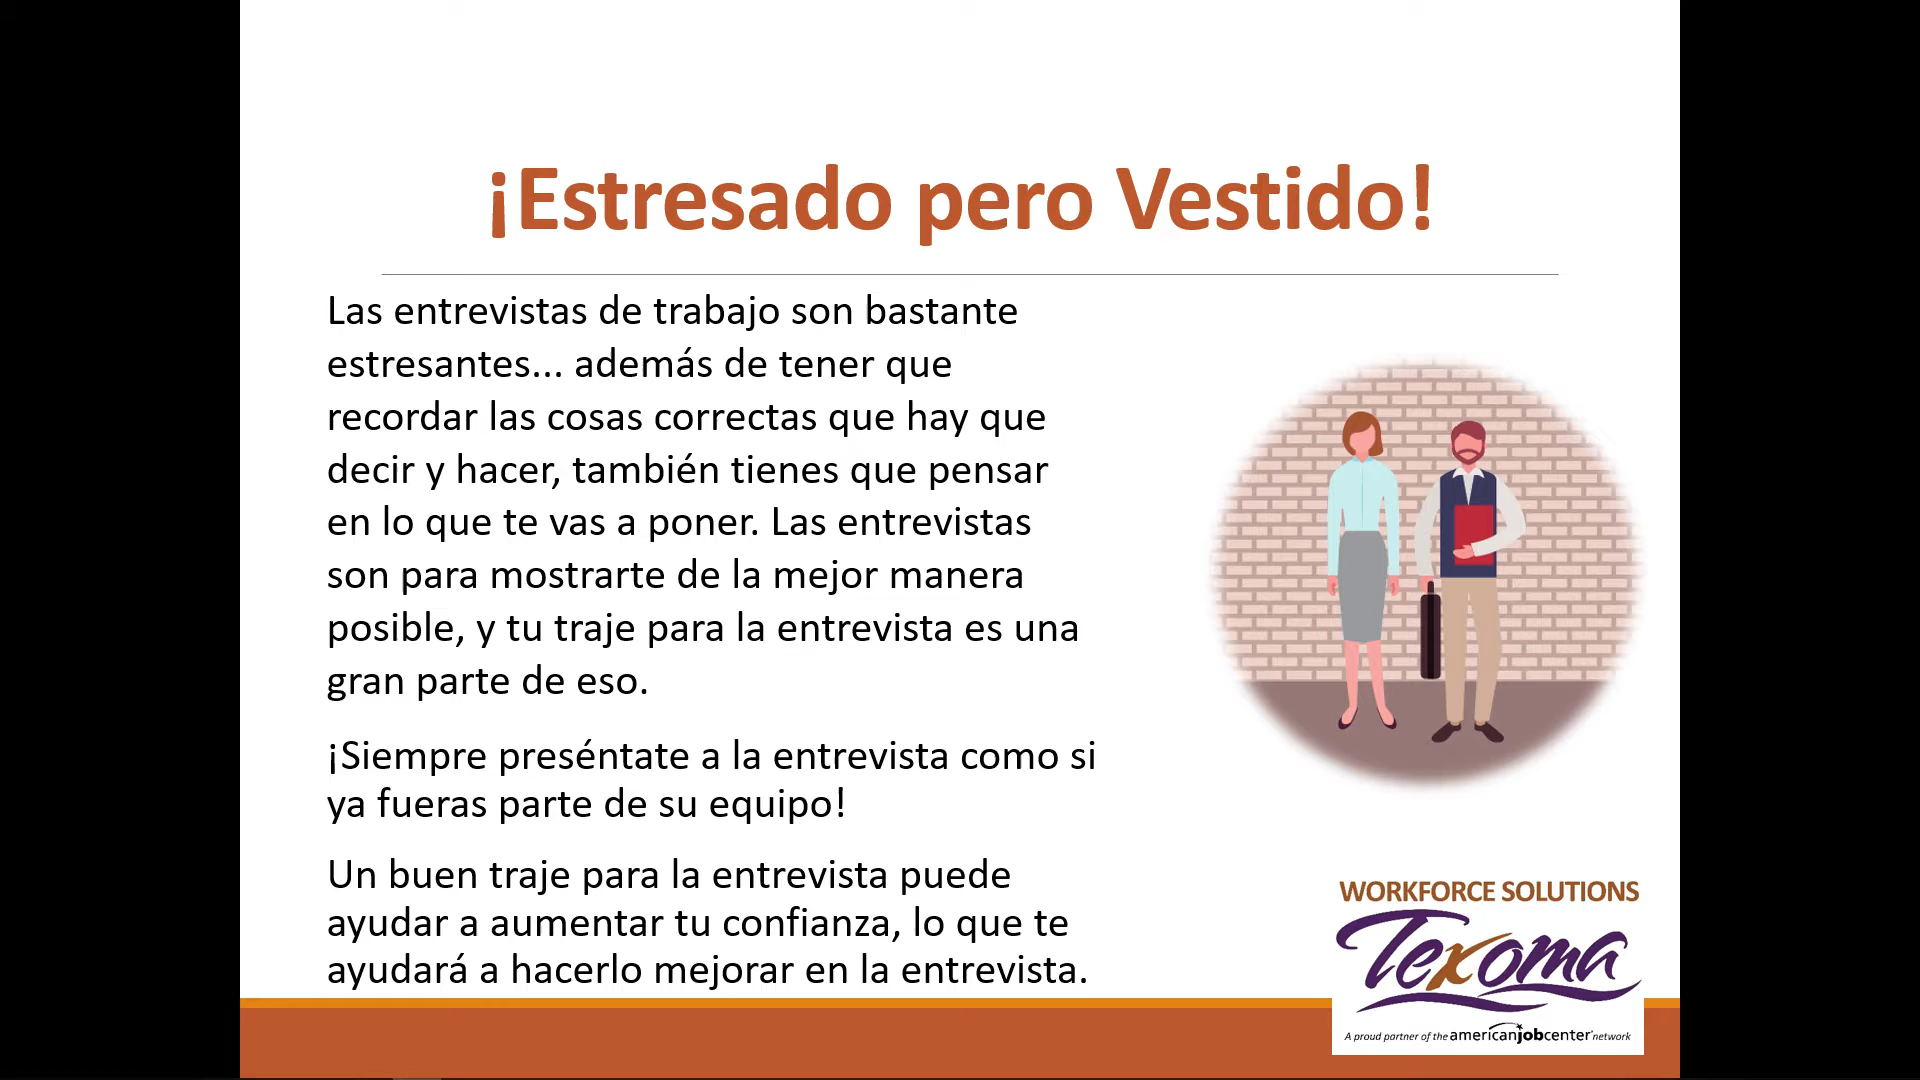 ¡Estresado pero Vestido!
Las entrevistas de trabajo son bastante
estresantes... además de tener que
recordar las cosas correctas que hay que
decir y hacer, también tienes que pensar
en lo que te vas a poner. Las entrevistas
son para mostrarte de la mejor manera
posible, y tu traje para la entrevista es una
gran parte de eso.
¡Siempre preséntate a la entrevista como si
ya fueras parte de su equipo!
Un buen traje para la entrevista puede
ayudar a aumentar tu confianza, lo que te
ayudará a hacerlo mejorar en la entrevista.
WORKFORCE SOLUTIONS
Texoma
A proud partner of the americanjobcenter network